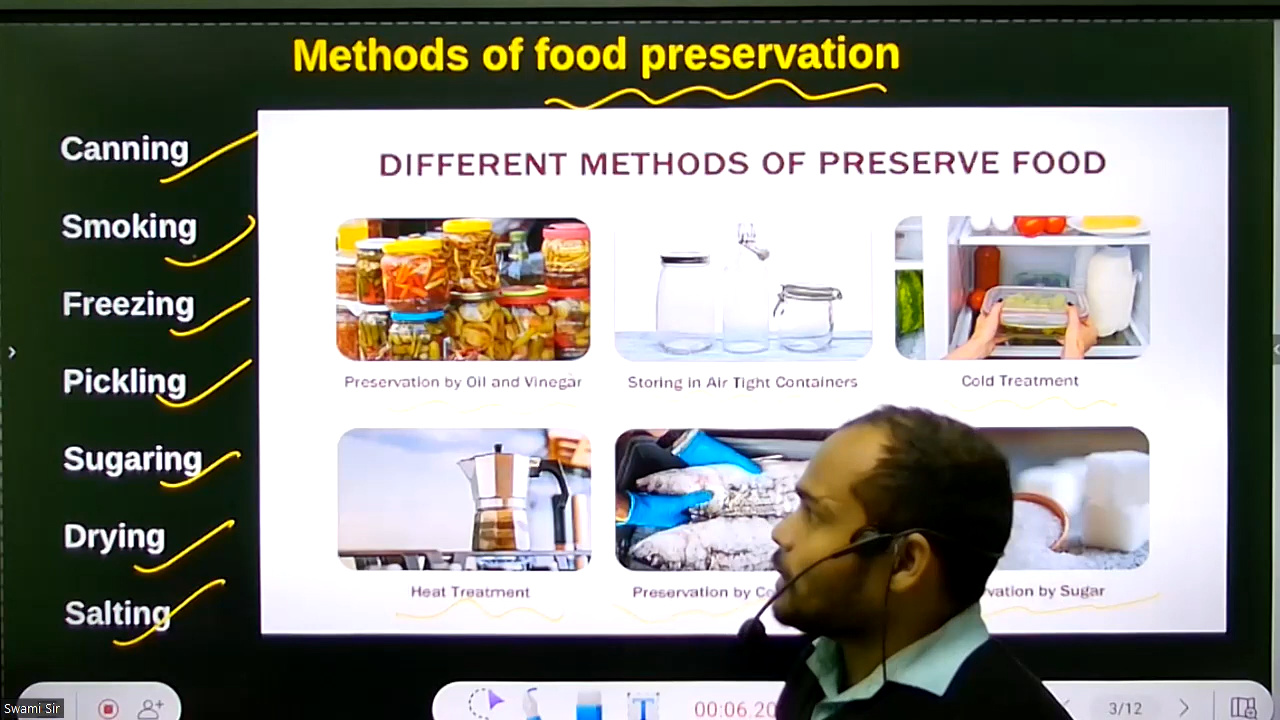 Methods of food preservation
Canning
Smoking
Freezing
Pickling
Sugaring
Drying
Salting
DIFFERENT METHODS OF PRESERVE FOOD
Preservation by Oil and Vinegar
Storing in Air Tight Containers
Cold Treatment
Heat Treatment
Preservation by
by Sugar
Swami Sir
00:06.20
3/12